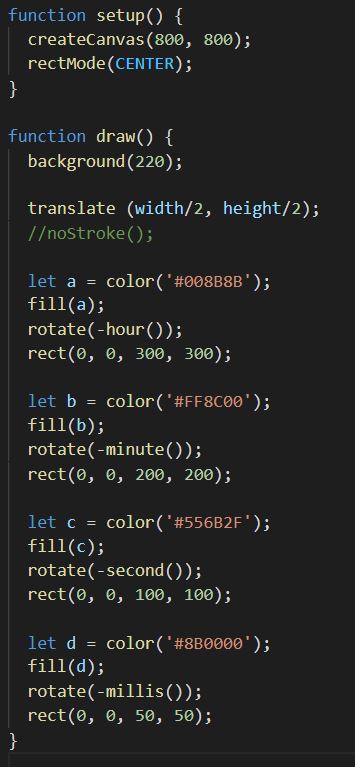 function setup() {
  createCanvas(800, 800);
  rectMode(CENTER);
}

function draw() {
  background(220);

  translate (width/2, height/2);
  //noStroke();

  let a = color('#008B8B');
  fill(a);
  rotate(-hour());
  rect(0, 0, 300, 300);

  let b = color('#FF8C00');
  fill(b);
  rotate(-minute());
  rect(0, 0, 200, 200);

  let c = color('#556B2F');
  fill(c);
  rotate(-second());
  rect(0, 0, 100, 100);

  let d = color('#8B0000');
  fill(d);
  rotate(-millis());
  rect(0, 0, 50, 50);
}